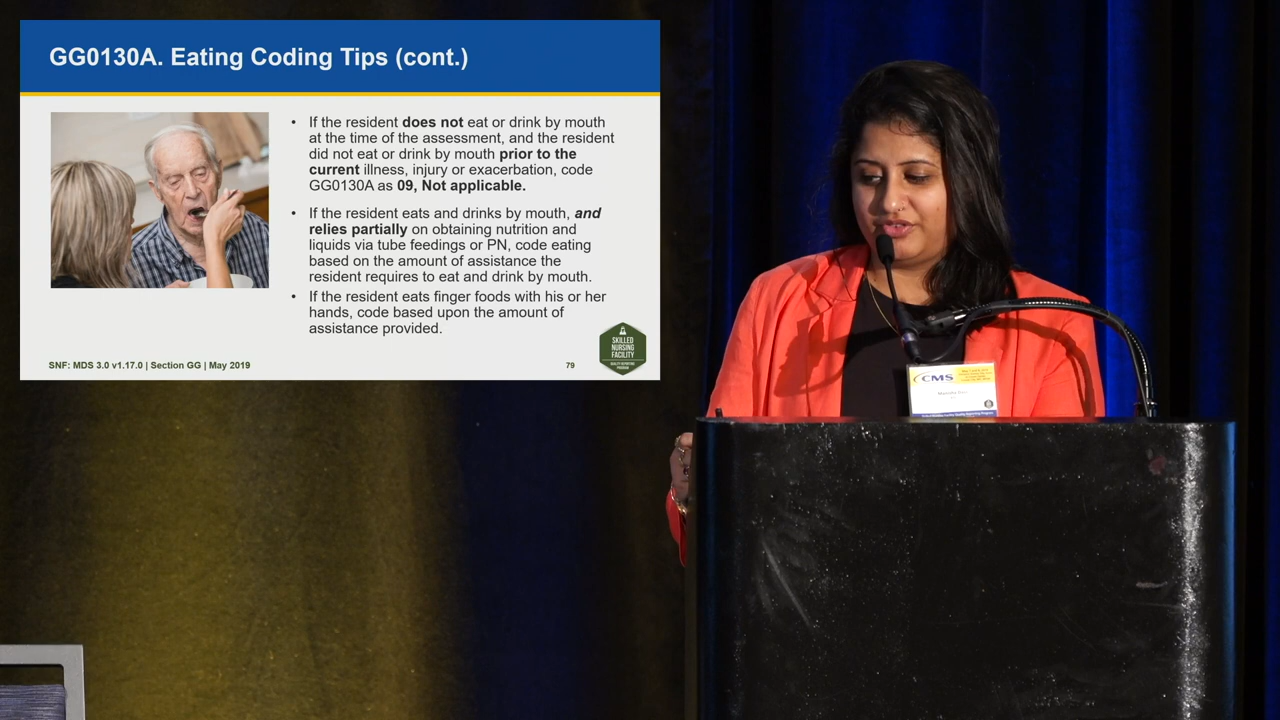 GG0130A. Eating Coding Tips (cont.)
• If the resident does not eat or drink by mouth
at the time of the assessment, and the resident
did not eat or drink by mouth prior to the
current illness, injury or exacerbation, code
GG0130A as 09, Not applicable.
• If the resident eats and drinks by mouth, and
relies partially on obtaining nutrition and
liquids via tube feedings or PN, code eating
based on the amount of assistance the
resident requires to eat and drink by mouth.
• If the resident eats finger foods with his or her
hands, code based upon the amount of
assistance provided.
SKILLED
NURSING
FACILITY
QUALITY REPORTING
PROGRAM
SNF: MDS 3.0 v1.17.0 | Section GG | May 2019
79
CMS